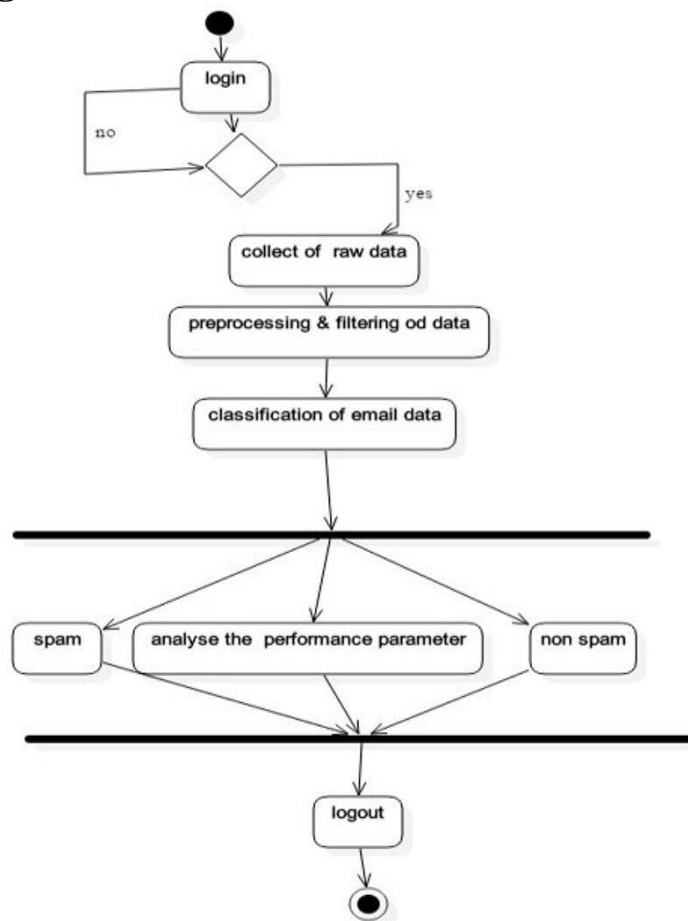 login
no
yes
collect of raw data
preprocessing & filtering od data
classification of email data
spam
analyse the performance parameter
non spam
logout